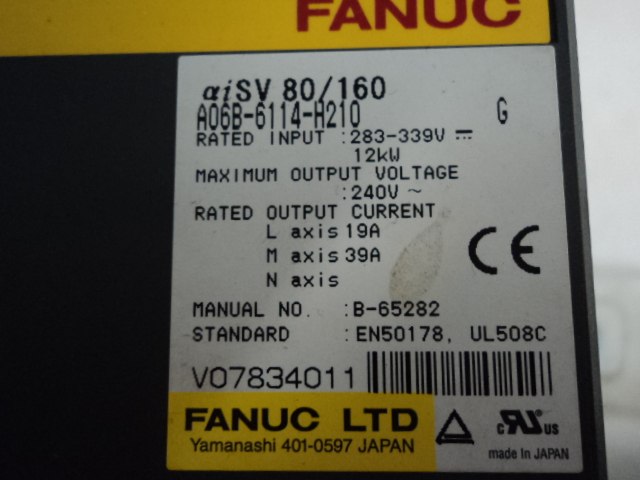 FANUC
αiSV 80/160
A06B-6114-H210 G
RATED INPUT :283-339V ⎓
12kW
MAXIMUM OUTPUT VOLTAGE
:240V ~
RATED OUTPUT CURRENT
L axis 19A
M axis 39A
N axis
MANUAL NO. :B-65282
STANDARD :EN50178, UL508C
CE
V07834011
FANUC LTD
Yamanashi 401-0597 JAPAN
c RU US
made in JAPAN